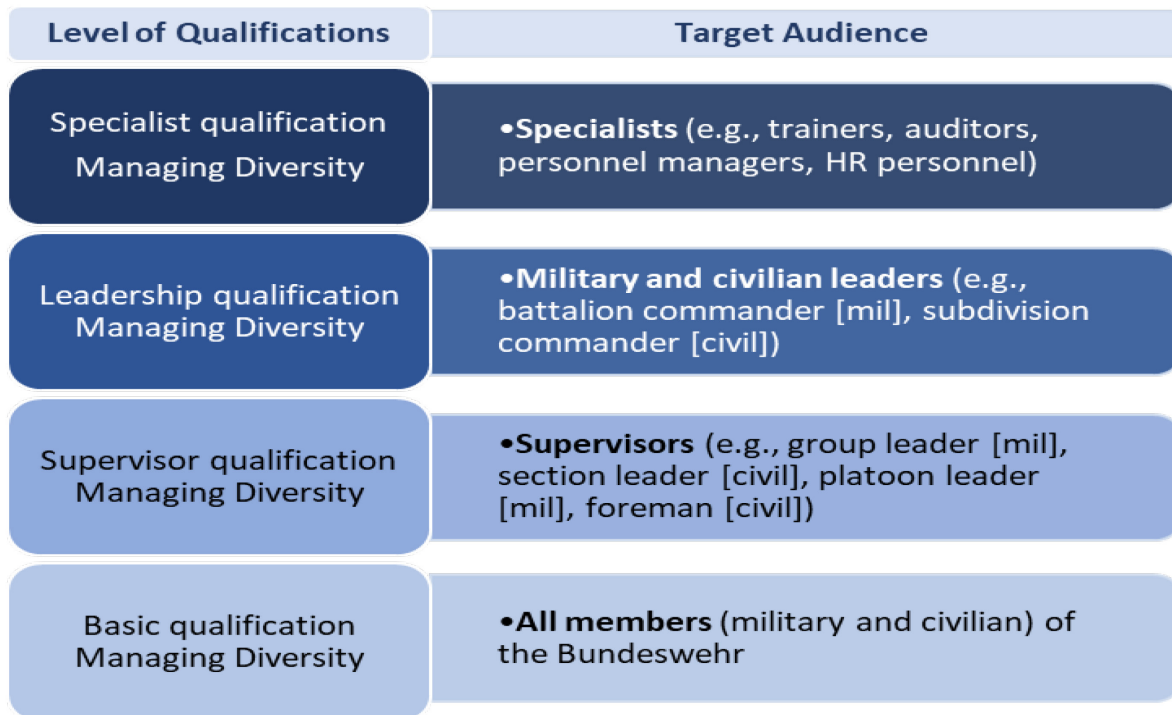 Level of Qualifications
Target Audience
Specialist qualification
Managing Diversity
•Specialists (e.g., trainers, auditors,
personnel managers, HR personnel)
Leadership qualification
Managing Diversity
•Military and civilian leaders (e.g.,
battalion commander [mil], subdivision
commander [civil])
Supervisor qualification
Managing Diversity
•Supervisors (e.g., group leader [mil],
section leader [civil], platoon leader
[mil], foreman [civil])
Basic qualification
Managing Diversity
•All members (military and civilian) of
the Bundeswehr